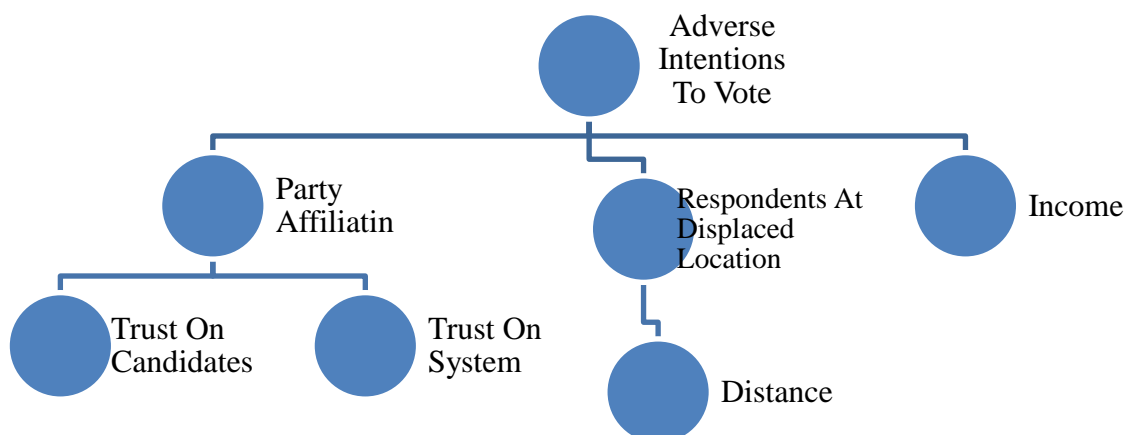 Adverse
Intentions
To Vote
Party
Affiliatin
Respondents At
Displaced
Location
Income
Trust On
Candidates
Trust On
System
Distance